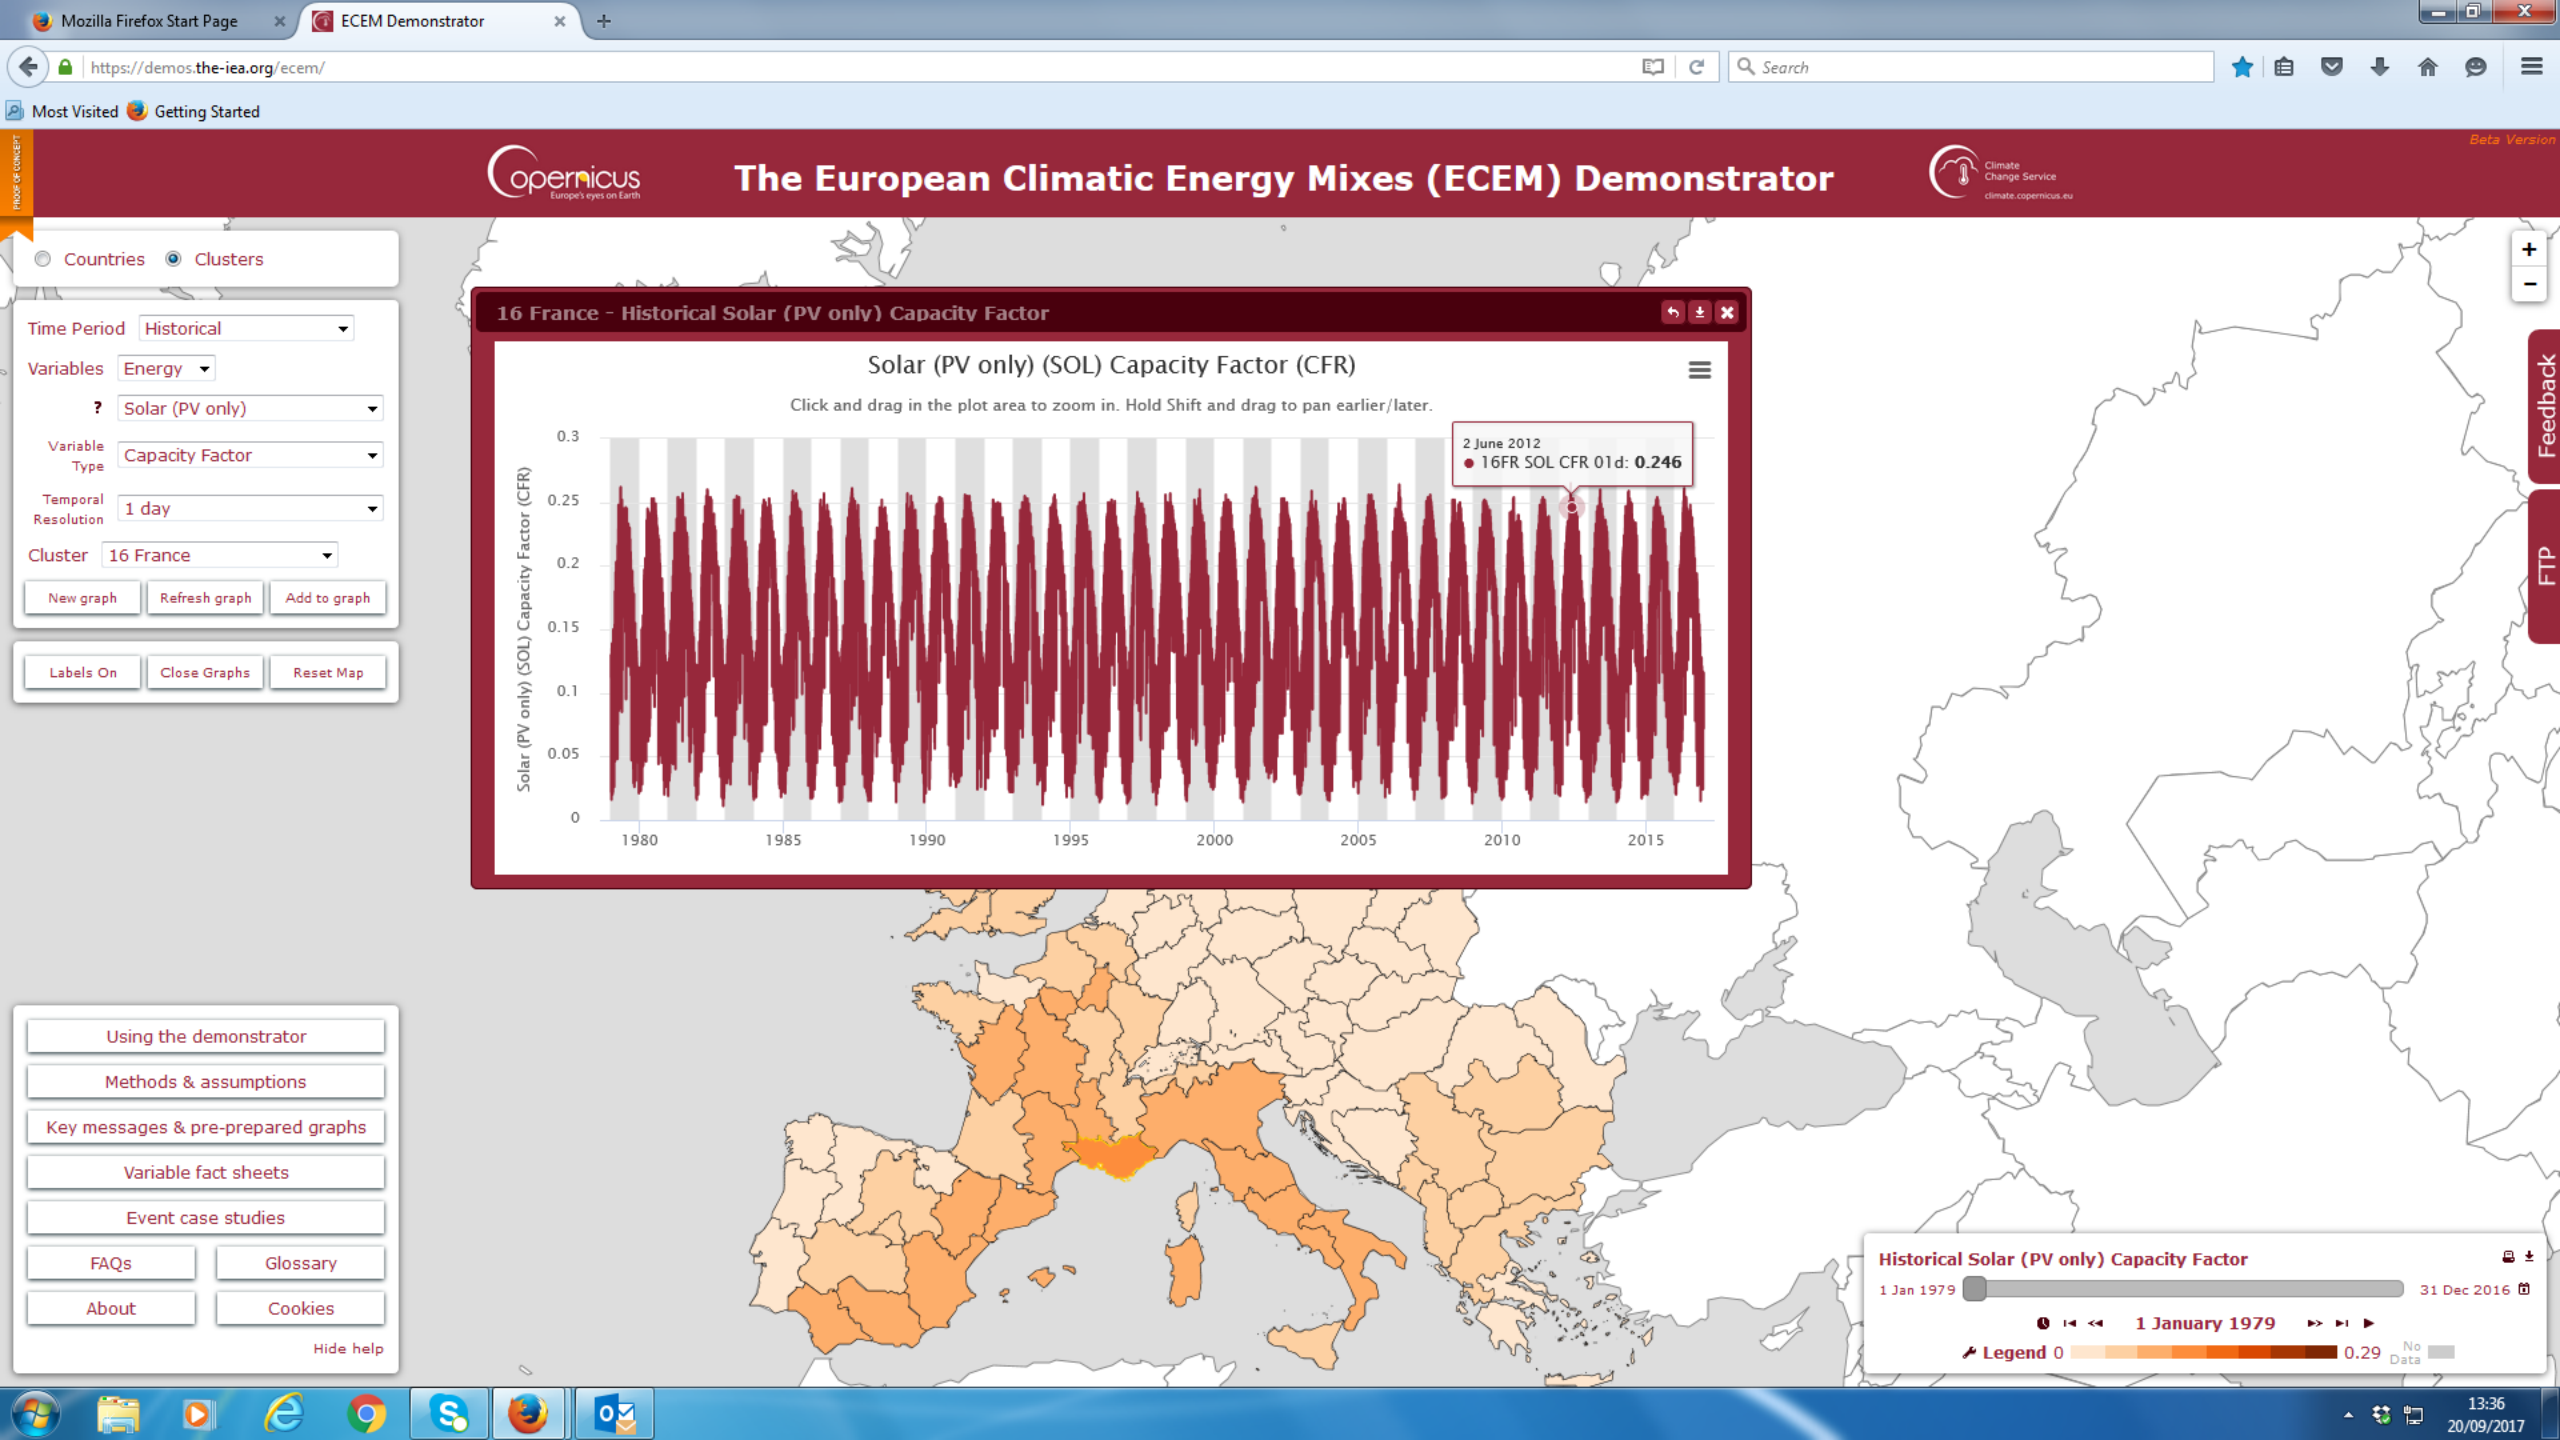 Mozilla Firefox Start Page
ECEM Demonstrator
https://demos.the-iea.org/ecem/
Search
Most Visited
Getting Started
PROOF OF CONCEPT
opernicus
Europe's eyes on Earth
The European Climatic Energy Mixes (ECEM) Demonstrator
Climate
Change Service
climate.copernicus.eu
Beta Version
Countries
Clusters
Time Period Historical
Variables Energy
? Solar (PV only)
Variable
Type
Capacity Factor
Temporal
Resolution
1 day
Cluster 16 France
New graph
Refresh graph
Add to graph
Labels On
Close Graphs
Reset Map
16 France - Historical Solar (PV only) Capacity Factor
Solar (PV only) (SOL) Capacity Factor (CFR)
Click and drag in the plot area to zoom in. Hold Shift and drag to pan earlier/later.
2 June 2012
16FR SOL CFR 01d: 0.246
Solar (PV only) (SOL) Capacity Factor (CFR)
0.3
0.25
0.2
0.15
0.1
0.05
0
1980
1985
1990
1995
2000
2005
2010
2015
+
−
Feedback
FTP
Using the demonstrator
Methods & assumptions
Key messages & pre-prepared graphs
Variable fact sheets
Event case studies
FAQs
Glossary
About
Cookies
Hide help
Historical Solar (PV only) Capacity Factor
1 Jan 1979
31 Dec 2016
1 January 1979
Legend 0
0.29
No
Data
13:36
20/09/2017